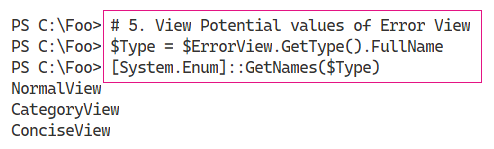 PS C:\Foo> # 5. View Potential values of Error View
PS C:\Foo> $Type = $ErrorView.GetType().FullName
PS C:\Foo> [System.Enum]::GetNames($Type)
NormalView
CategoryView
ConciseView